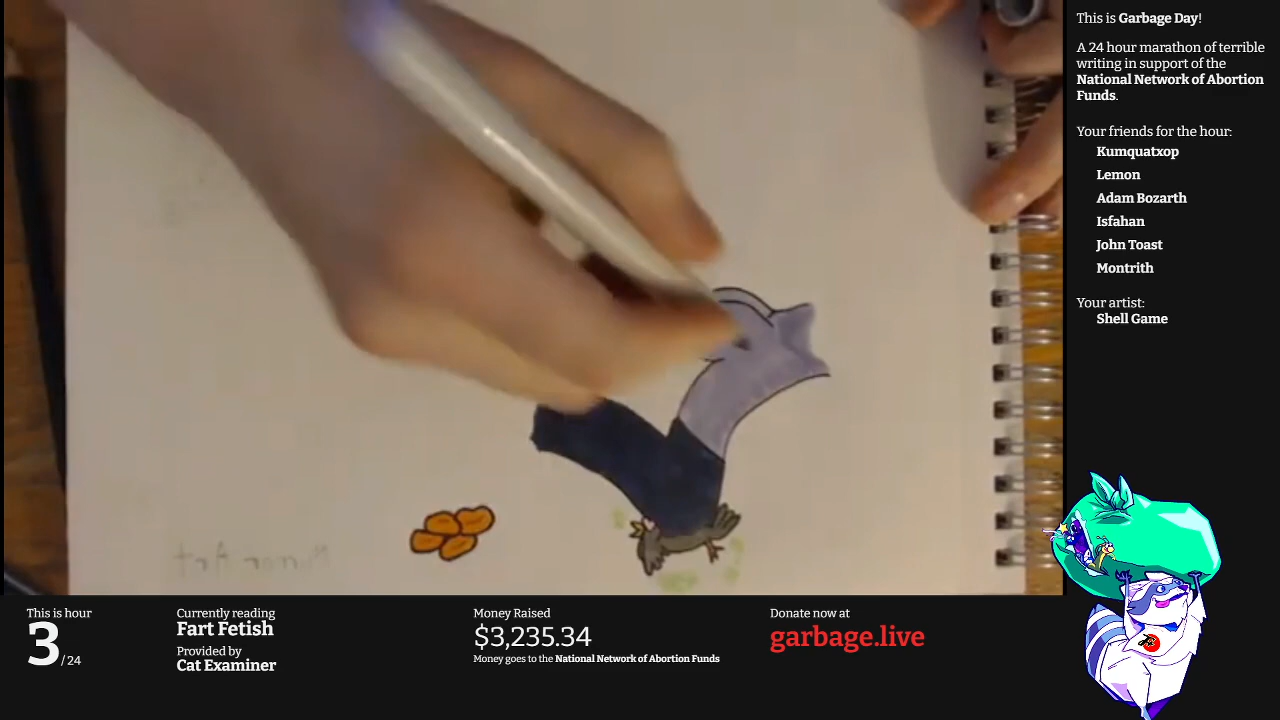 This is Garbage Day!
A 24 hour marathon of terrible
writing in support of the
National Network of Abortion
Funds.
Your friends for the hour:
Kumquatxop
Lemon
Adam Bozarth
Isfahan
John Toast
Montrith
Your artist:
Shell Game
This is hour
3/24
Currently reading
Fart Fetish
Provided by
Cat Examiner
Money Raised
$3,235.34
Money goes to the National Network of Abortion Funds
Donate now at
garbage.live